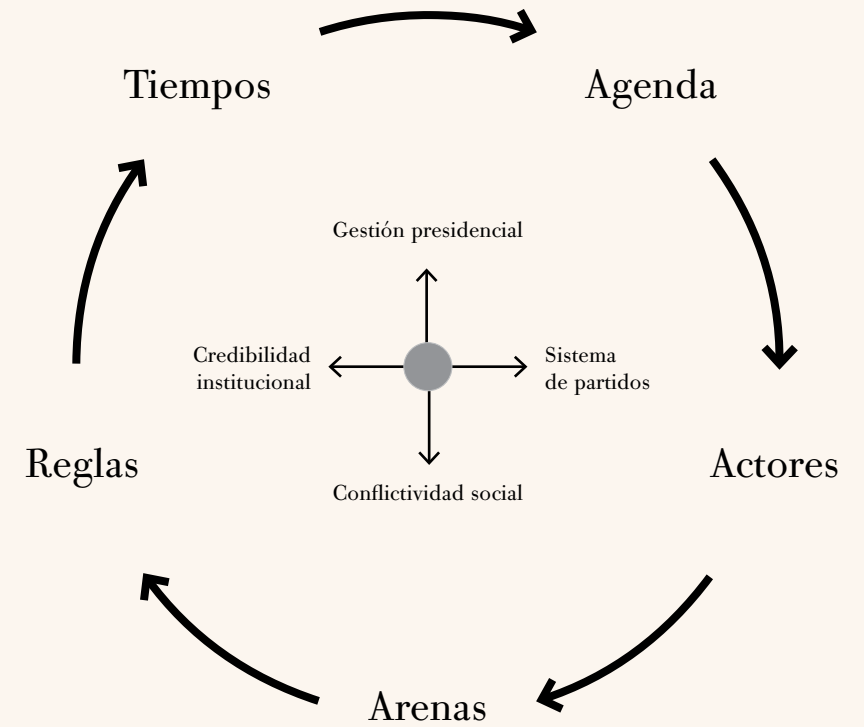 Tiempos
Agenda
Gestión presidencial
Credibilidad
institucional
Sistema
de partidos
Reglas
Actores
Conflictividad social
Arenas